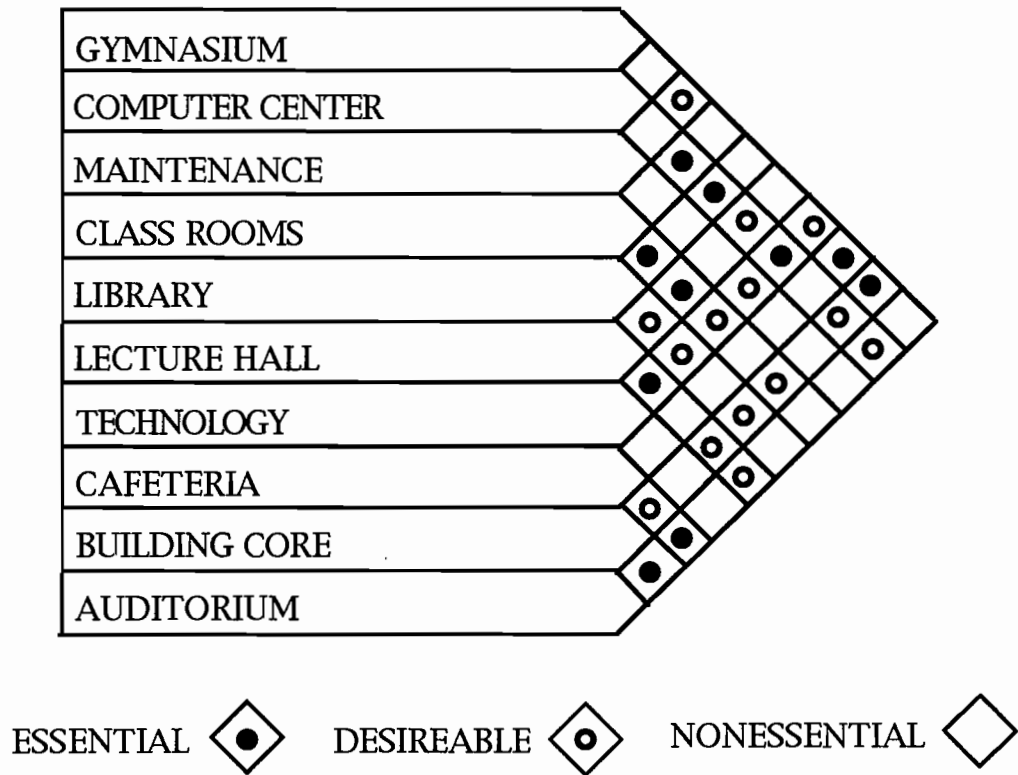 GYMNASIUM
COMPUTER CENTER
MAINTENANCE
CLASS ROOMS
LIBRARY
LECTURE HALL
TECHNOLOGY
CAFETERIA
BUILDING CORE
AUDITORIUM
ESSENTIAL DESIREABLE NONESSENTIAL